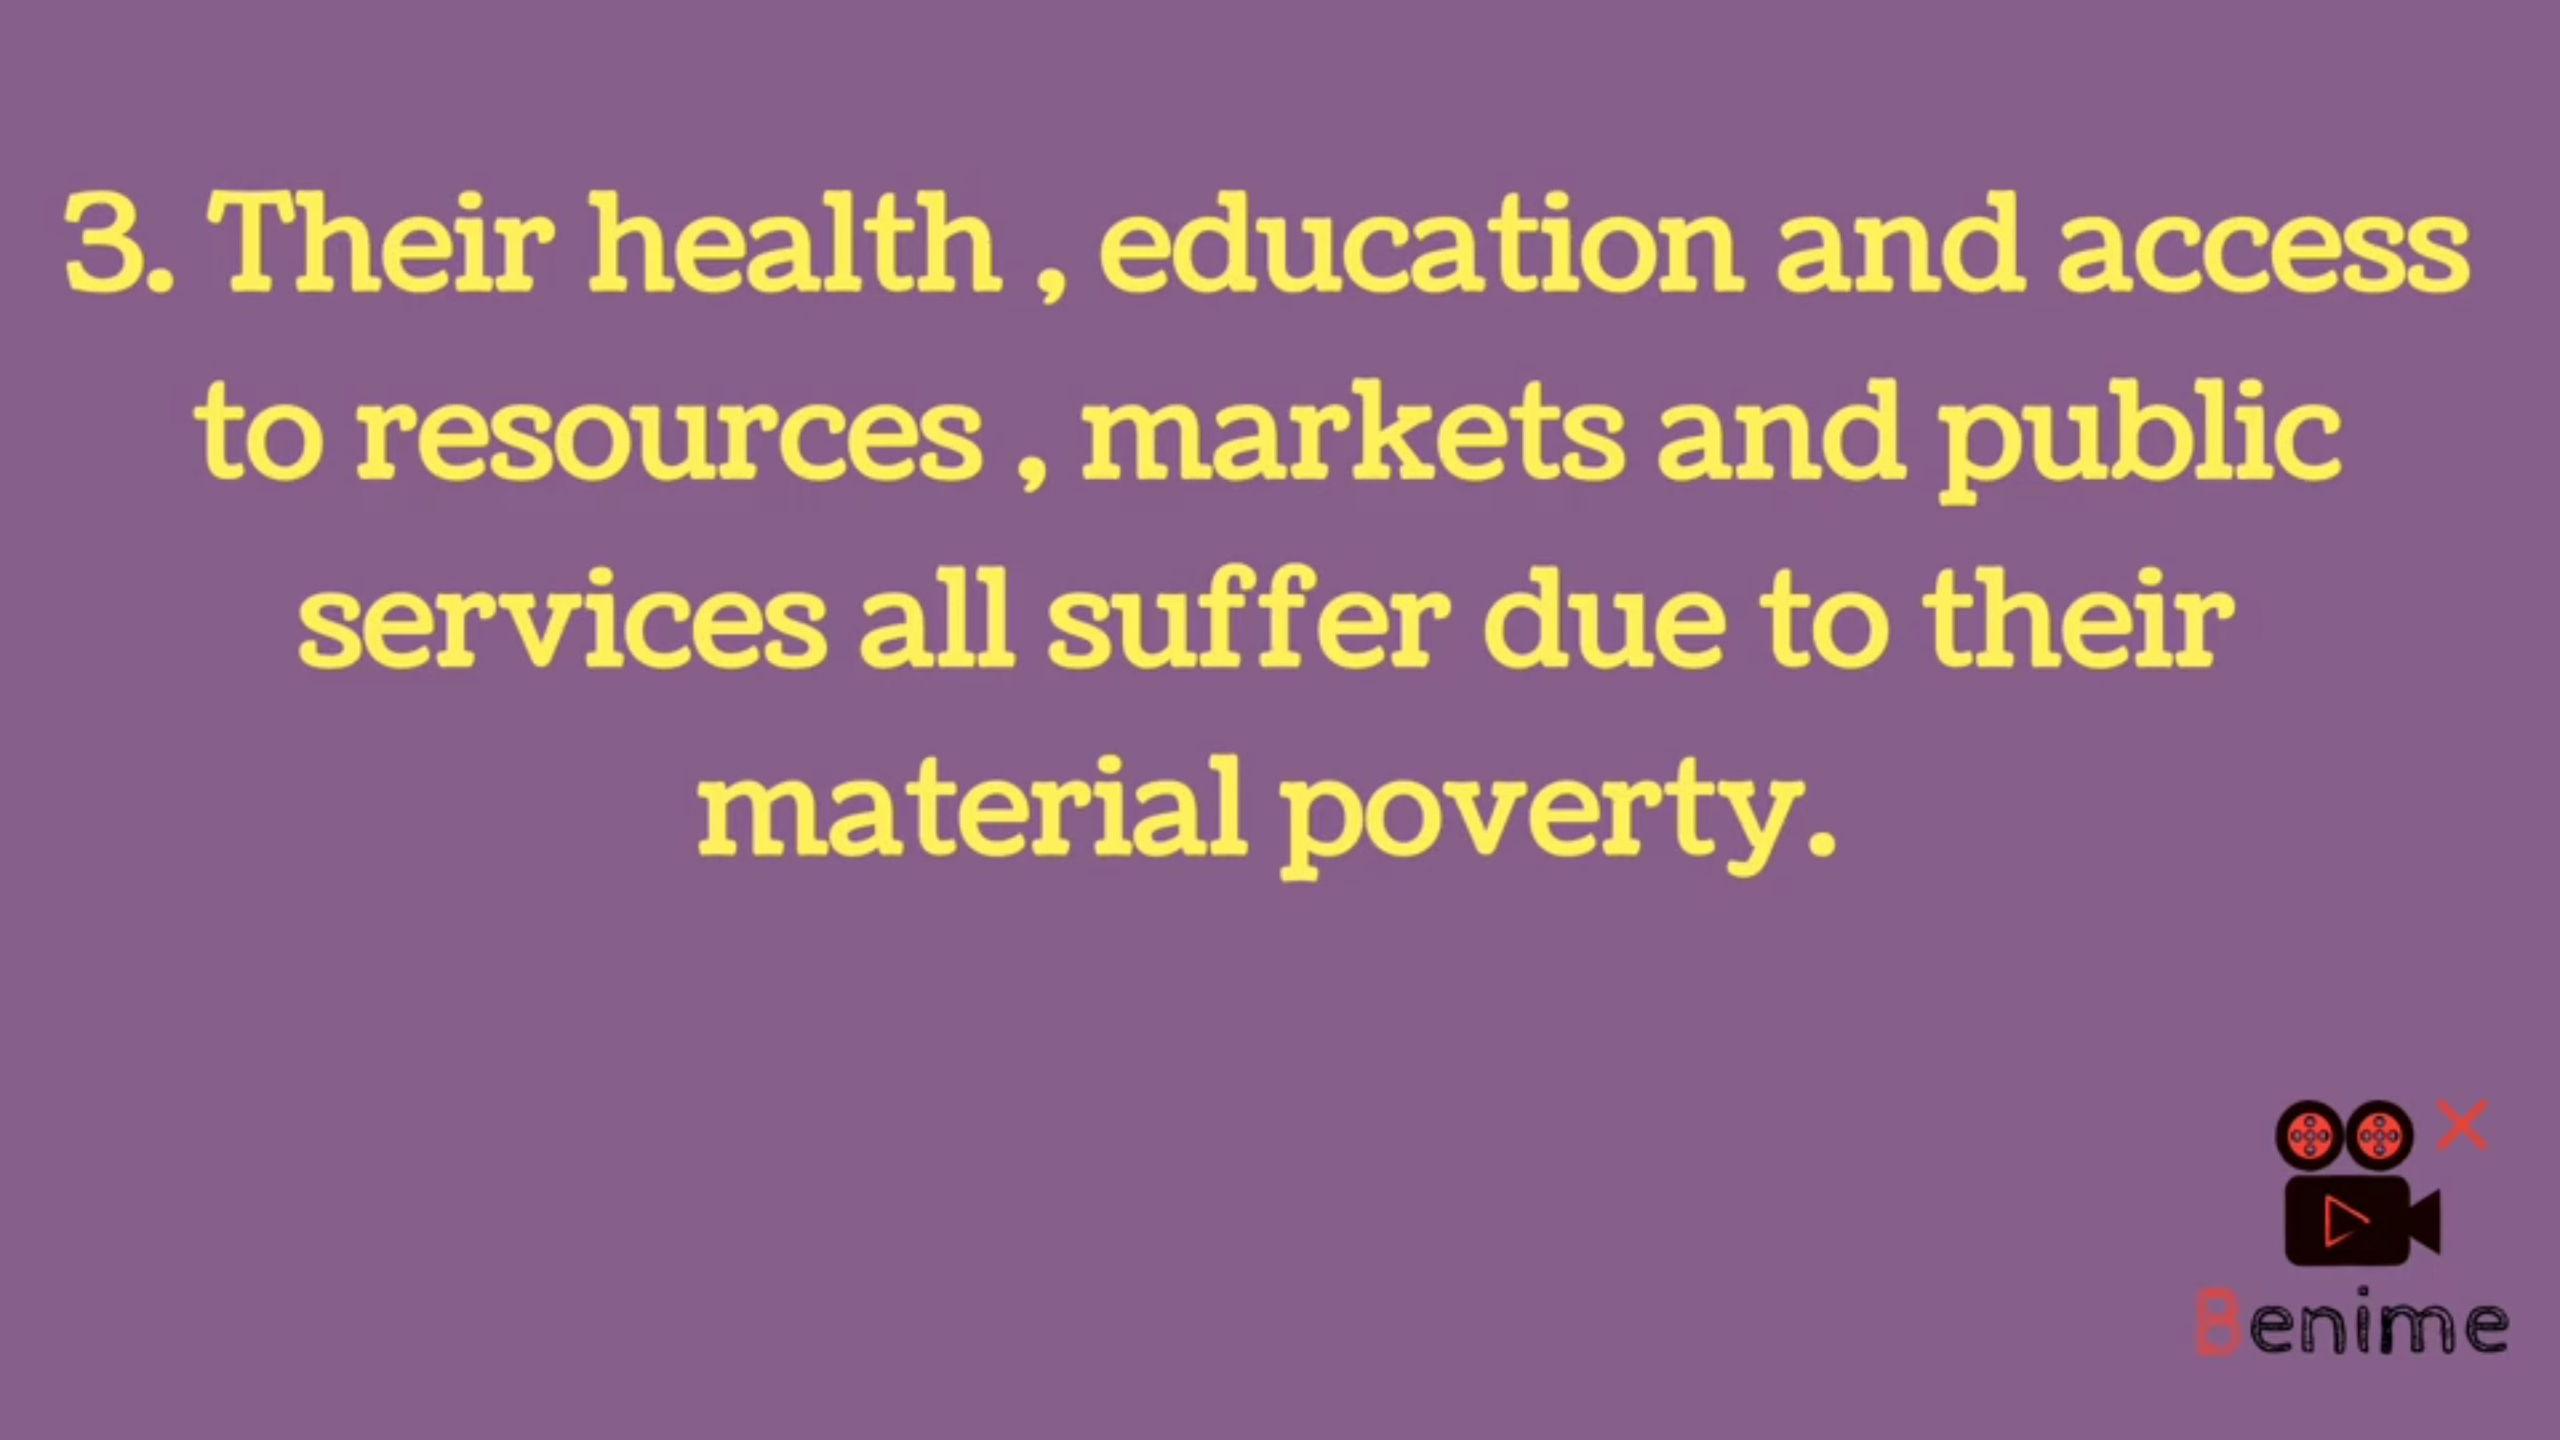 3. Their health , education and access
to resources , markets and public
services all suffer due to their
material poverty.
Benime